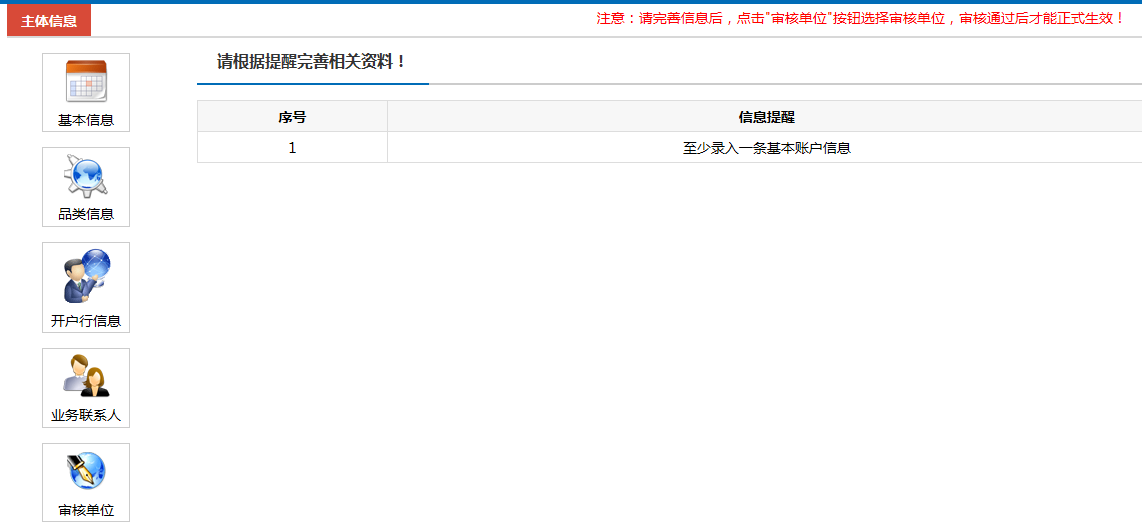 主体信息
注意：请完善信息后，点击"审核单位"按钮选择审核单位，审核通过后才能正式生效！
请根据提醒完善相关资料！
序号 信息提醒
1 至少录入一条基本账户信息
基本信息
品类信息
开户行信息
业务联系人
审核单位